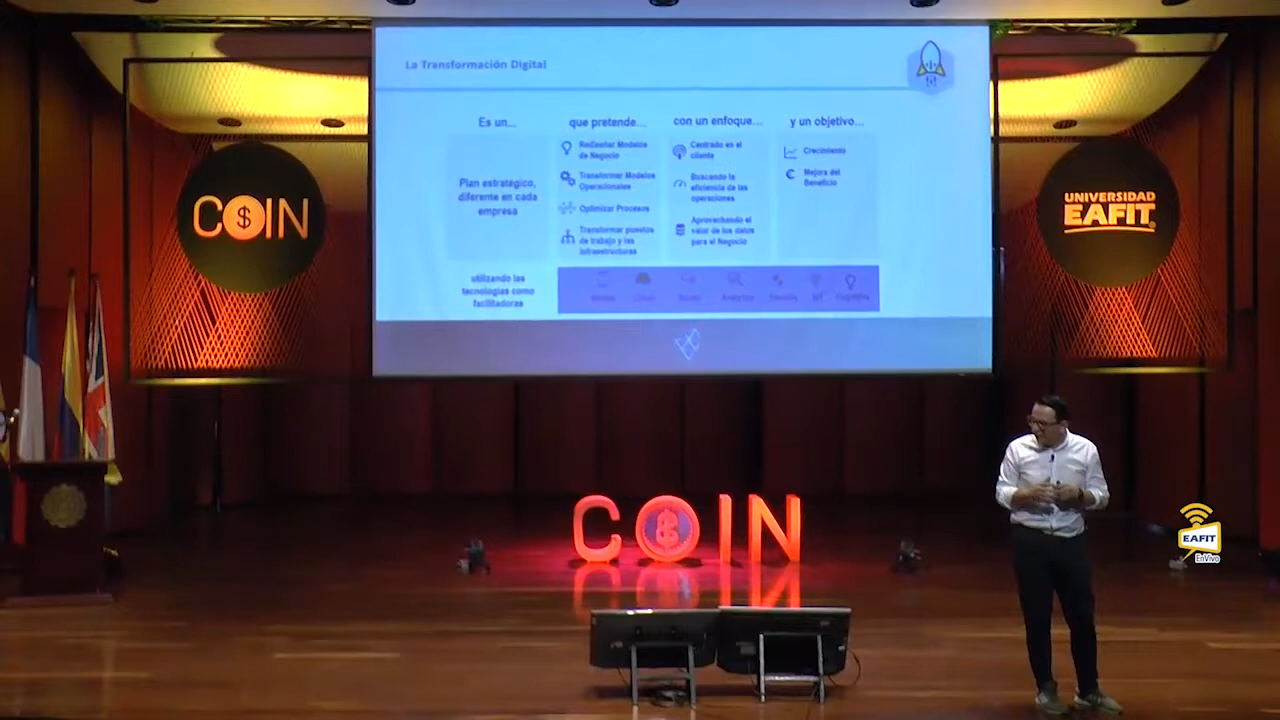 La Transformación Digital
Es un...
que pretende...
con un enfoque...
y un objetivo...
Plan estratégico,
diferente en cada
empresa
Rediseñar Modelos
de Negocio
Transformar Modelos
Operacionales
Optimizar Procesos
Transformar puestos
de trabajo y las
infraestructuras
Centrado en el
cliente
Buscando la
eficiencia de las
operaciones
Aprovechando el
valor de los datos
para el Negocio
Crecimiento
Mejora del
Beneficio
utilizando las
tecnologías como
facilitadoras
Analytics
IoT
COIN
UNIVERSIDAD
EAFIT
COIN
EAFIT
EnVivo